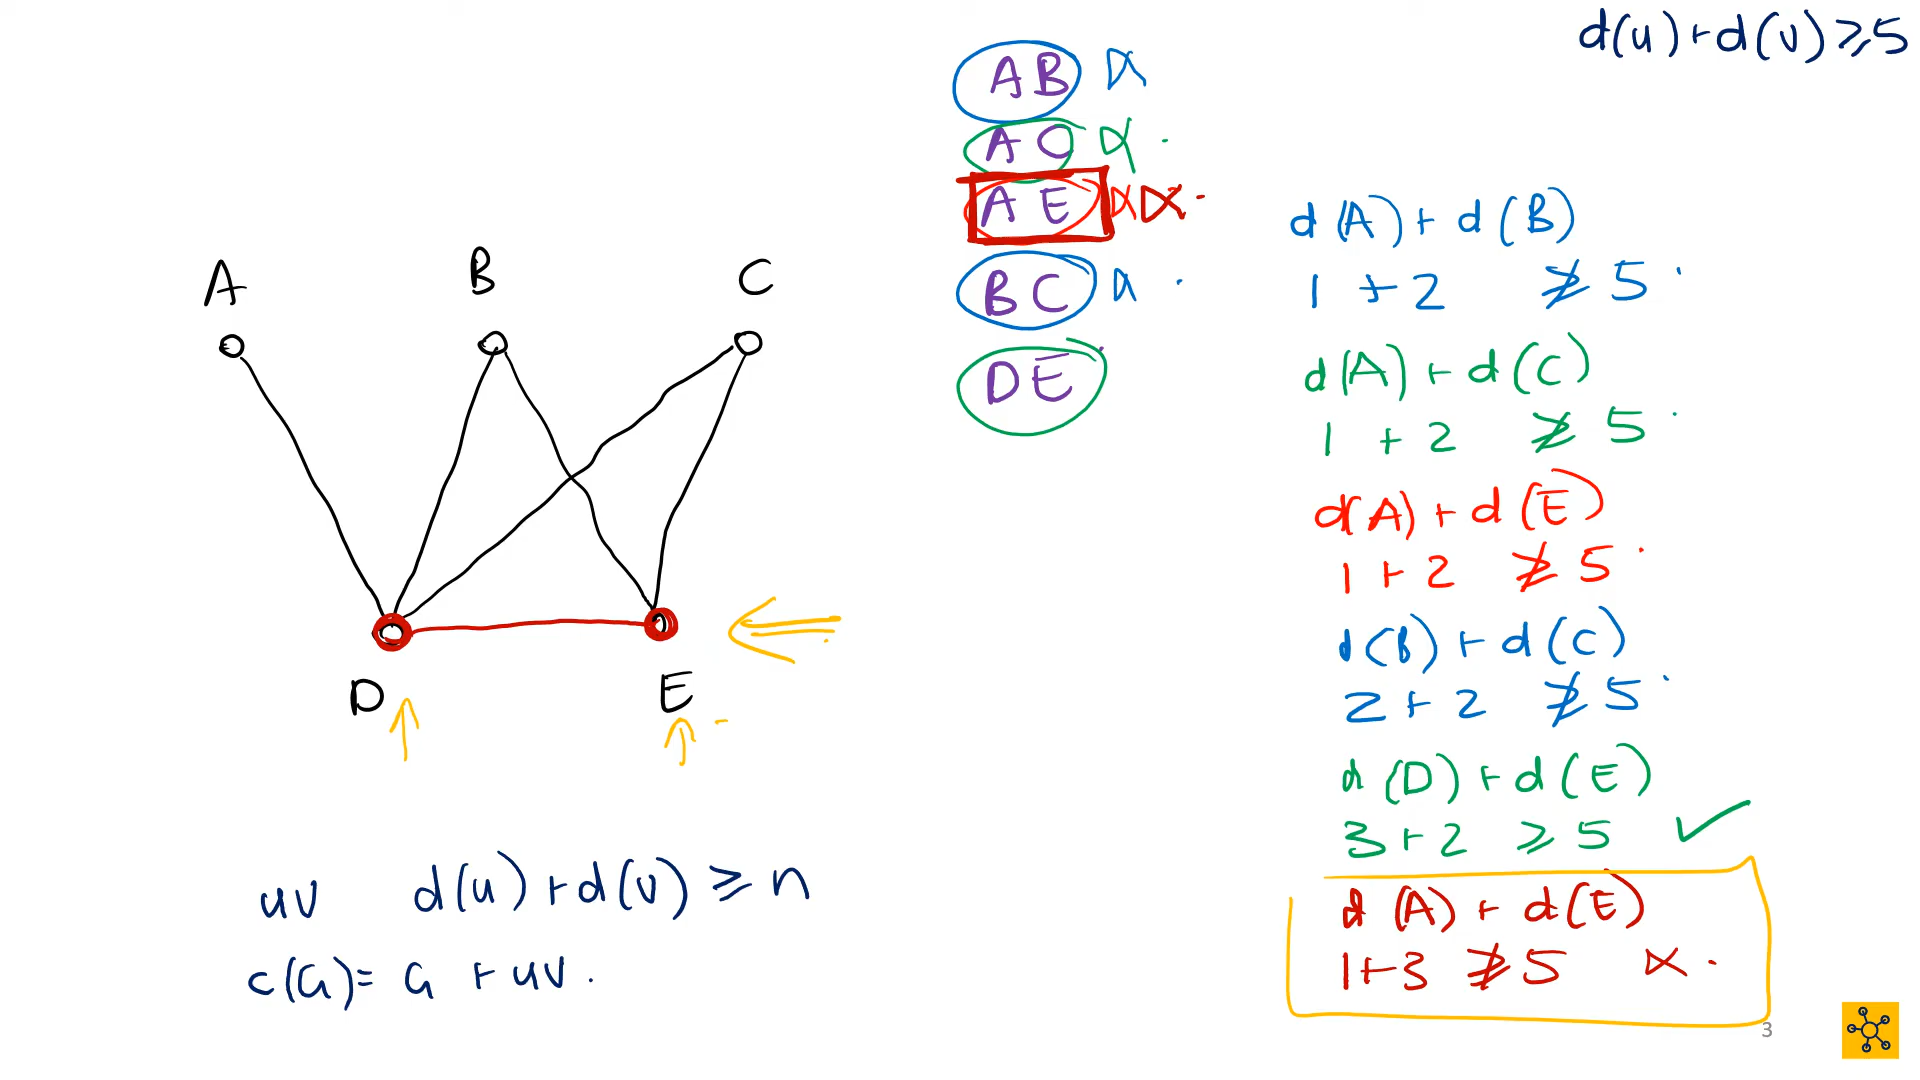 d(u)+d(v)≥5
AB
AC
AE
BC
DE
A B C
D E
uv d(u)+d(v)≥n
c(G)= G + uv.
d(A)+d(B)
1+2 ≱5
d(A)+d(C)
1+2 ≱5
d(A)+d(E)
1+2 ≱5
d(B)+d(C)
2+2 ≱5
d(D)+d(E)
3+2 ≥5 ✓
d(A)+d(E)
1+3 ≱5 ×
3